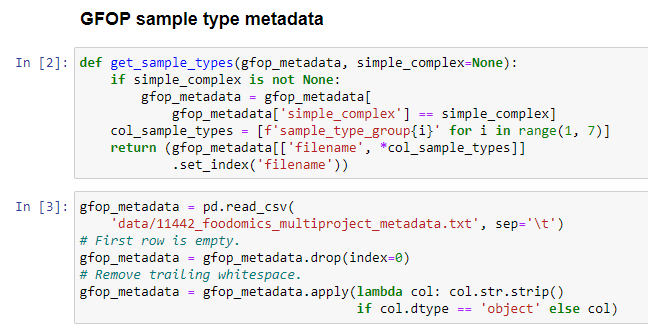 GFOP sample type metadata
In [2]: def get_sample_types(gfop_metadata, simple_complex=None):
    if simple_complex is not None:
        gfop_metadata = gfop_metadata[
            gfop_metadata['simple_complex'] == simple_complex]
    col_sample_types = [f'sample_type_group{i}' for i in range(1, 7)]
    return (gfop_metadata[['filename', *col_sample_types]]
            .set_index('filename'))
In [3]: gfop_metadata = pd.read_csv(
    'data/11442_foodomics_multiproject_metadata.txt', sep='\t')
# First row is empty.
gfop_metadata = gfop_metadata.drop(index=0)
# Remove trailing whitespace.
gfop_metadata = gfop_metadata.apply(lambda col: col.str.strip()
                                    if col.dtype == 'object' else col)